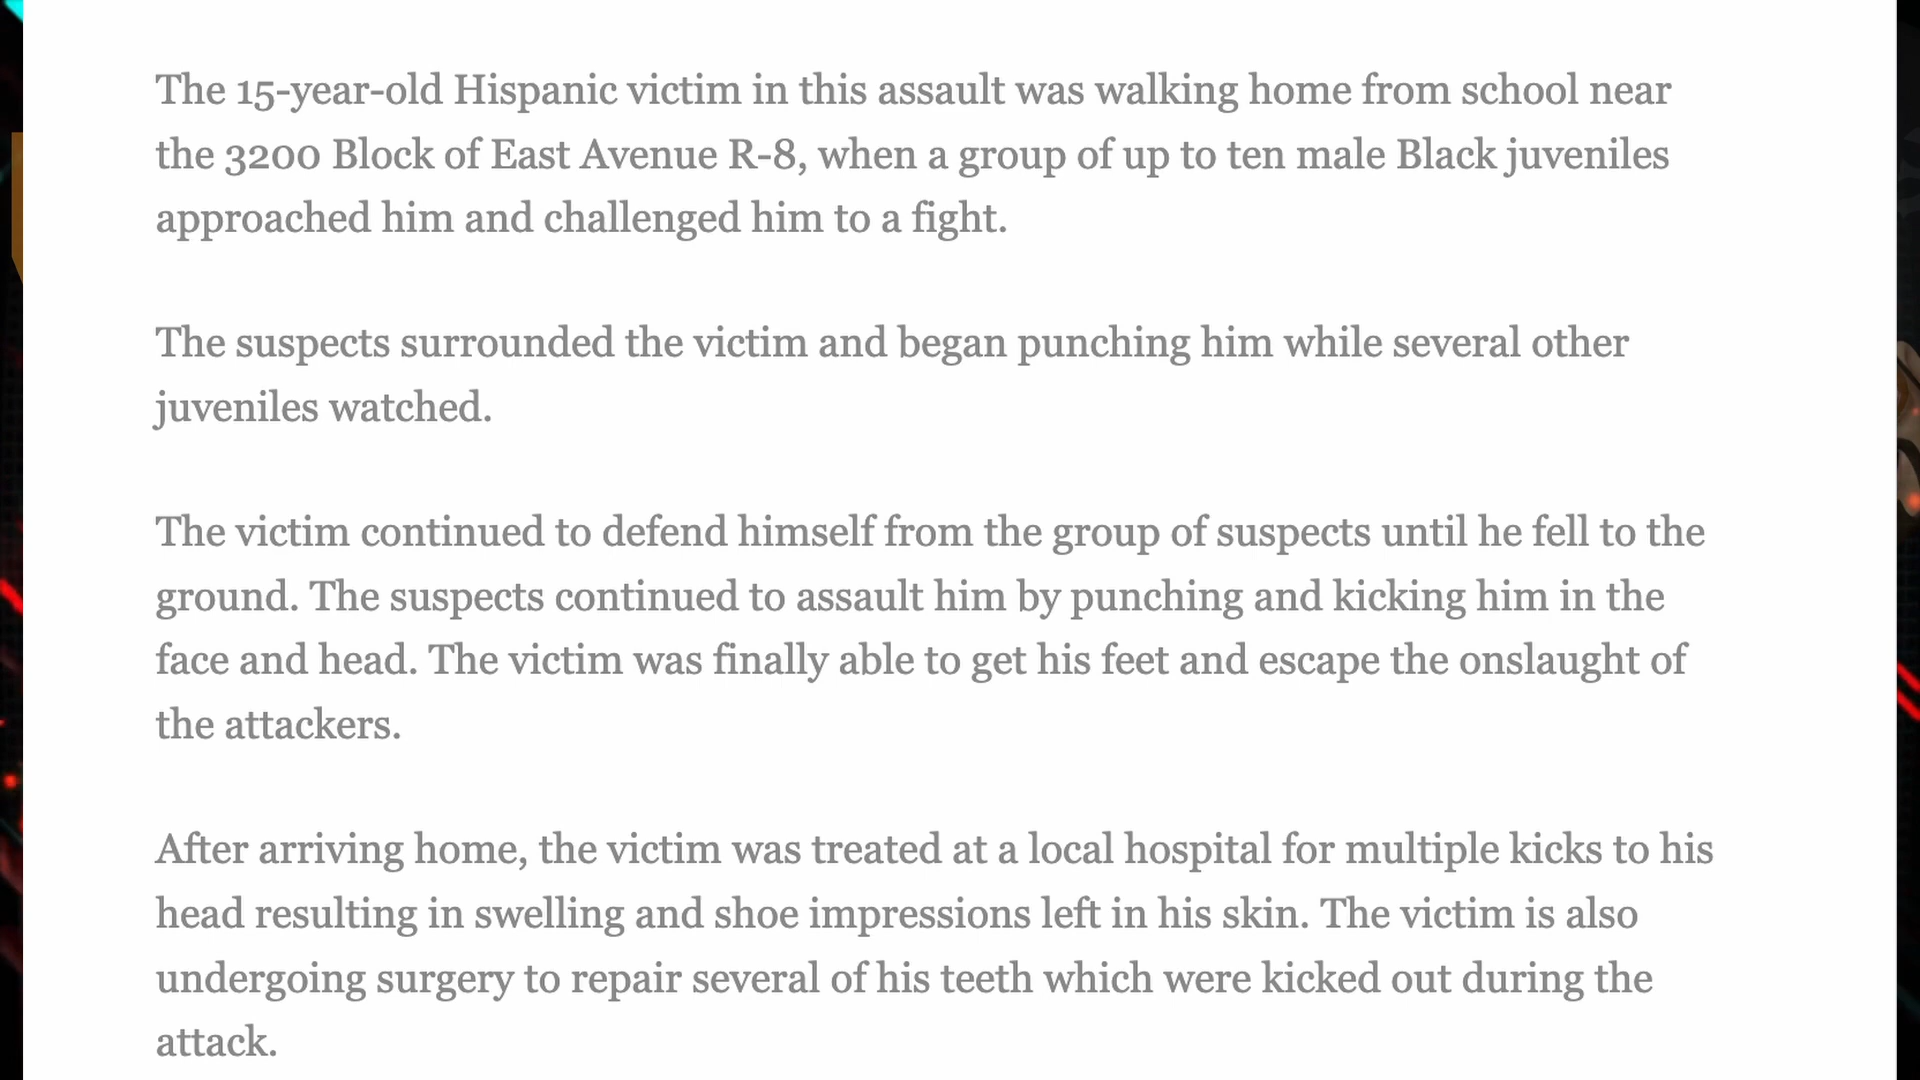 The 15-year-old Hispanic victim in this assault was walking home from school near
the 3200 Block of East Avenue R-8, when a group of up to ten male Black juveniles
approached him and challenged him to a fight.
The suspects surrounded the victim and began punching him while several other
juveniles watched.
The victim continued to defend himself from the group of suspects until he fell to the
ground. The suspects continued to assault him by punching and kicking him in the
face and head. The victim was finally able to get his feet and escape the onslaught of
the attackers.
After arriving home, the victim was treated at a local hospital for multiple kicks to his
head resulting in swelling and shoe impressions left in his skin. The victim is also
undergoing surgery to repair several of his teeth which were kicked out during the
attack.